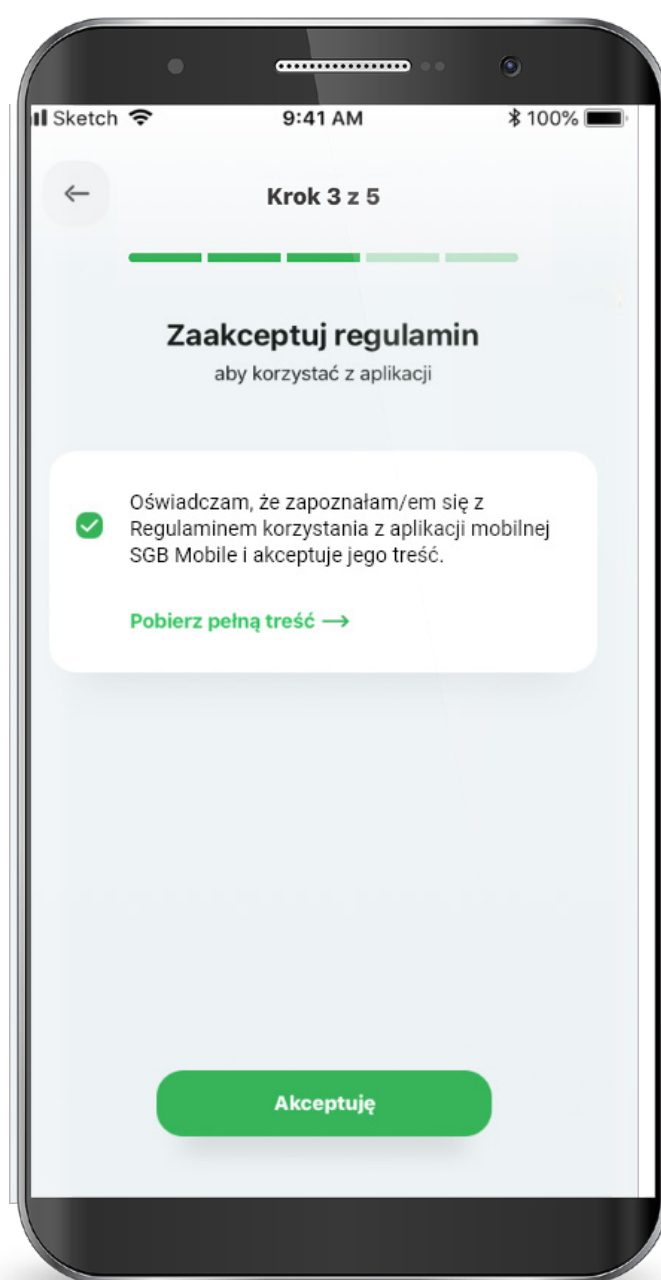 Sketch 9:41 AM 100%
Krok 3 z 5
Zaakceptuj regulamin
aby korzystać z aplikacji
Oświadczam, że zapoznałam/em się z
Regulaminem korzystania z aplikacji mobilnej
SGB Mobile i akceptuje jego treść.
Pobierz pełną treść →
Akceptuję